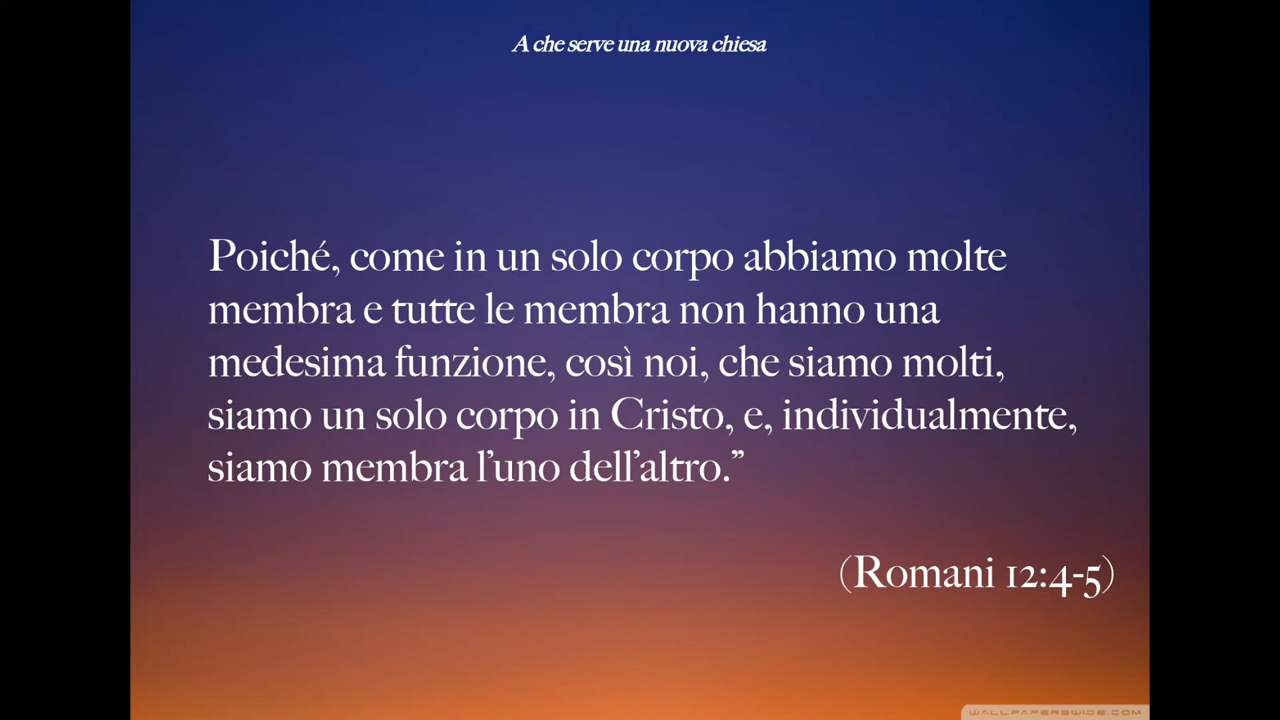 A che serve una nuova chiesa
Poiché, come in un solo corpo abbiamo molte
membra e tutte le membra non hanno una
medesima funzione, così noi, che siamo molti,
siamo un solo corpo in Cristo, e, individualmente,
siamo membra l’uno dell’altro.”
(Romani 12:4-5)
WALLPAPERSWIDE.COM